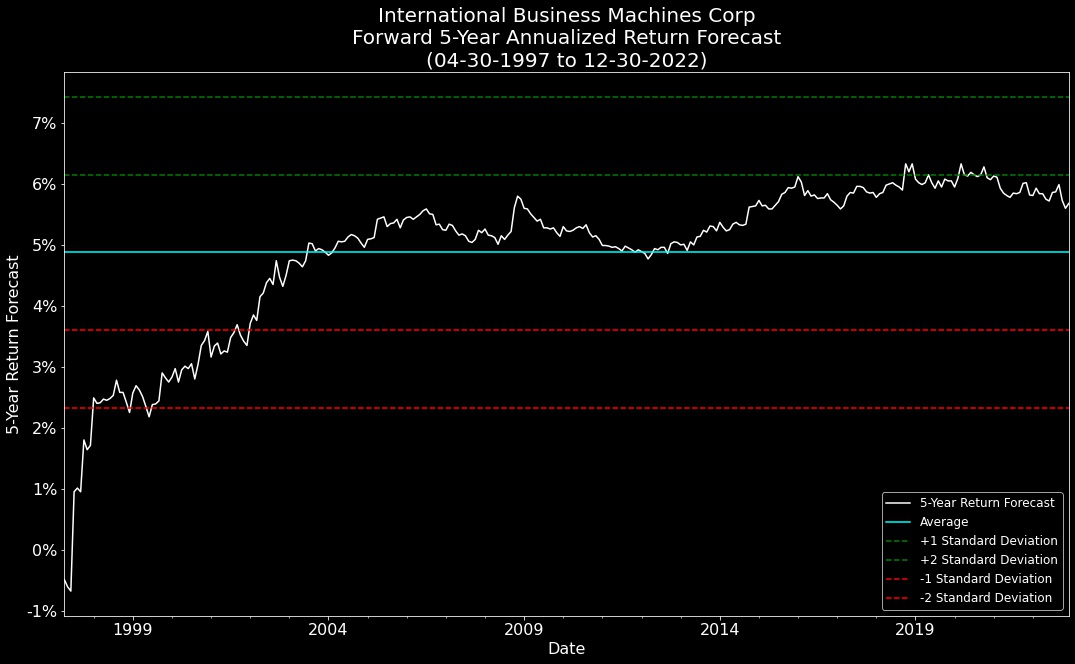 International Business Machines Corp
Forward 5-Year Annualized Return Forecast
(04-30-1997 to 12-30-2022)
5-Year Return Forecast
7%
6%
5%
4%
3%
2%
1%
0%
-1%
1999
2004
2009
2014
2019
Date
5-Year Return Forecast
Average
+1 Standard Deviation
+2 Standard Deviation
-1 Standard Deviation
-2 Standard Deviation